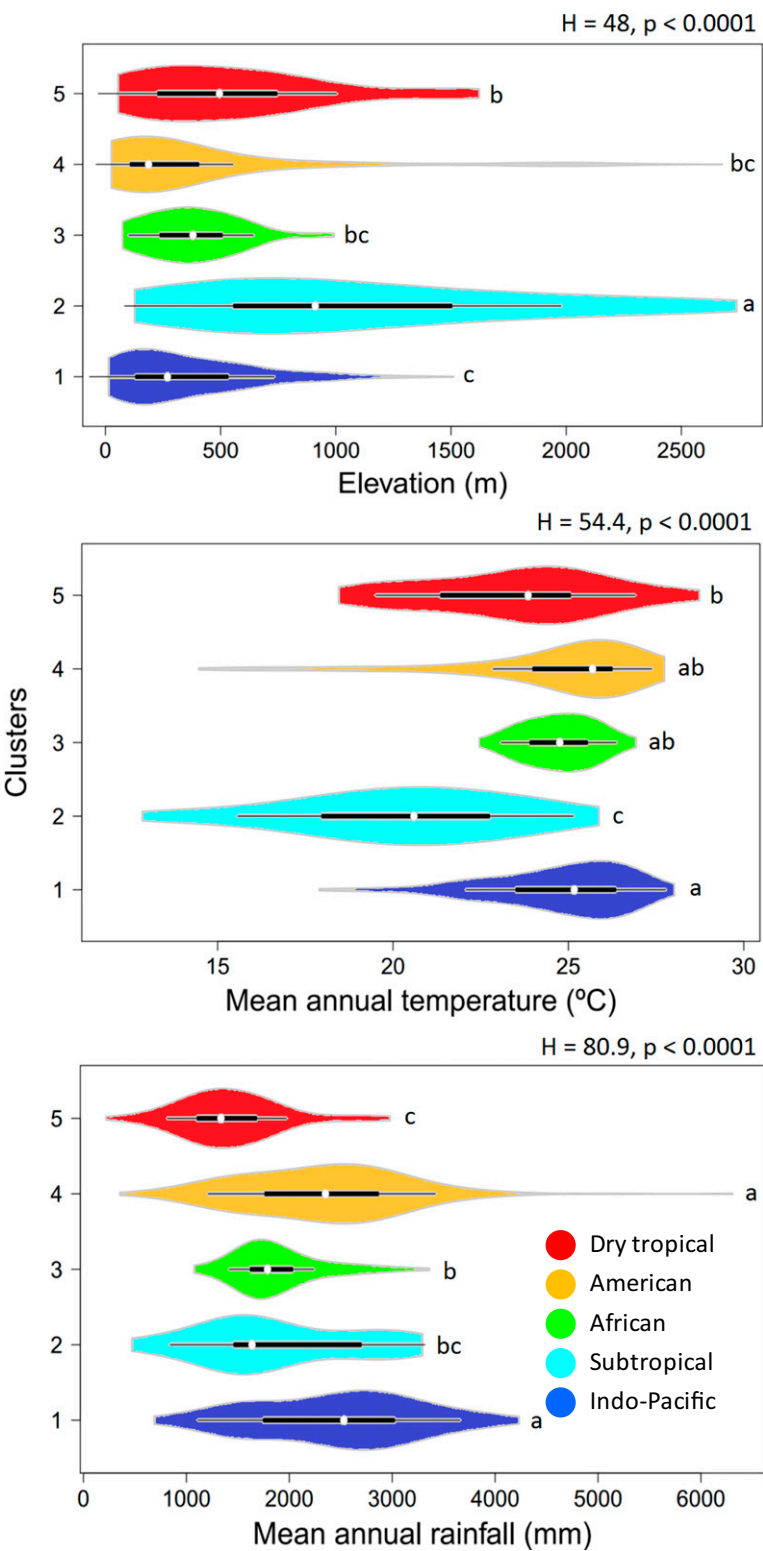 H = 48, p < 0.0001
5
b
4
bc
3
bc
2
a
1
c
0 500 1000 1500 2000 2500
Elevation (m)
H = 54.4, p < 0.0001
5
b
4
ab
3
ab
Clusters
2
c
1
a
15 20 25 30
Mean annual temperature (ºC)
H = 80.9, p < 0.0001
5
c
4
a
3
b
2
bc
1
a
Dry tropical
American
African
Subtropical
Indo-Pacific
0 1000 2000 3000 4000 5000 6000
Mean annual rainfall (mm)